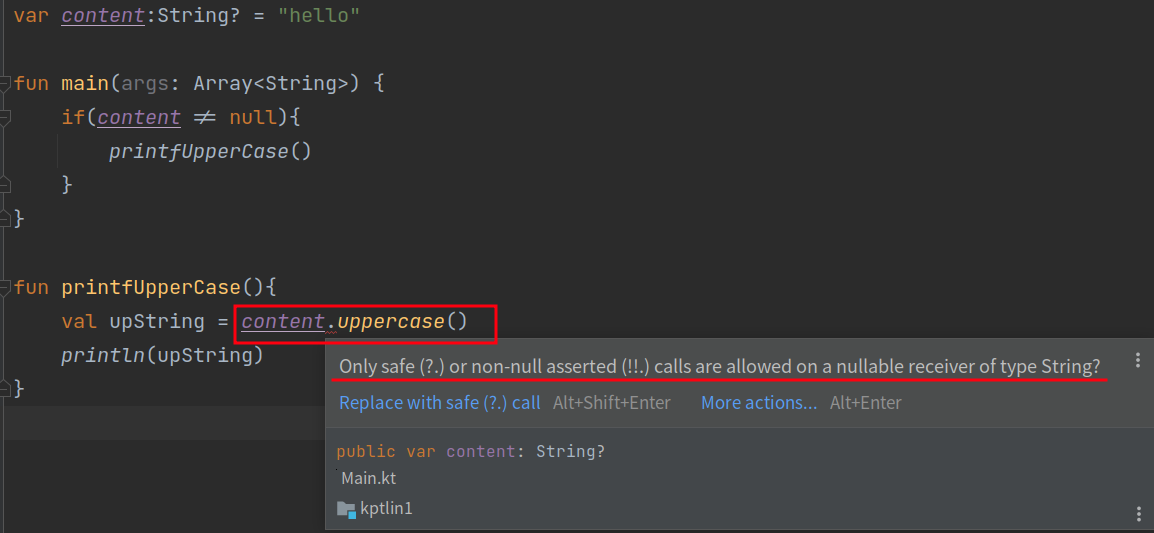 var content:String? = "hello"
fun main(args: Array<String>) {
if(content ≠ null){
printfUpperCase()
}
}
fun printfUpperCase(){
val upString = content.uppercase()
println(upString)
}
Only safe (?.) or non-null asserted (!!.) calls are allowed on a nullable receiver of type String?
Replace with safe (?.) call Alt+Shift+Enter More actions... Alt+Enter
public var content: String?
Main.kt
kptlin1